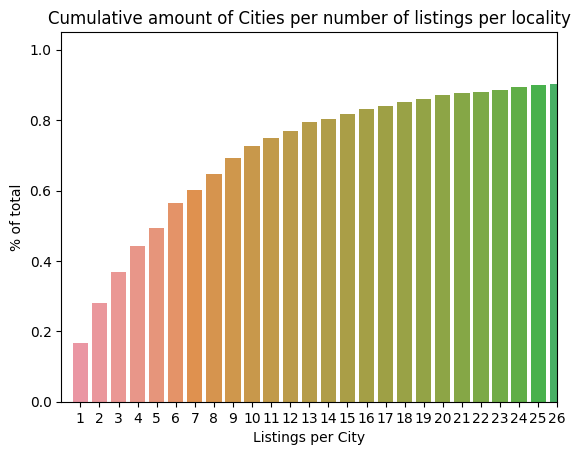 Cumulative amount of Cities per number of listings per locality
% of total
1.0
0.8
0.6
0.4
0.2
0.0
1 2 3 4 5 6 7 8 9 10 11 12 13 14 15 16 17 18 19 20 21 22 23 24 25 26
Listings per City